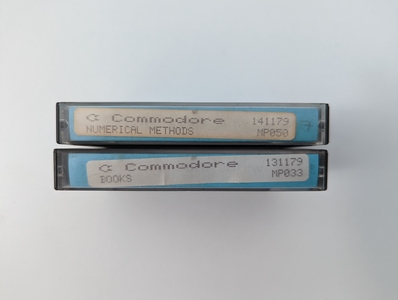 Commodore 141179
NUMERICAL METHODS MP050
Commodore 131179
BOOKS MP033